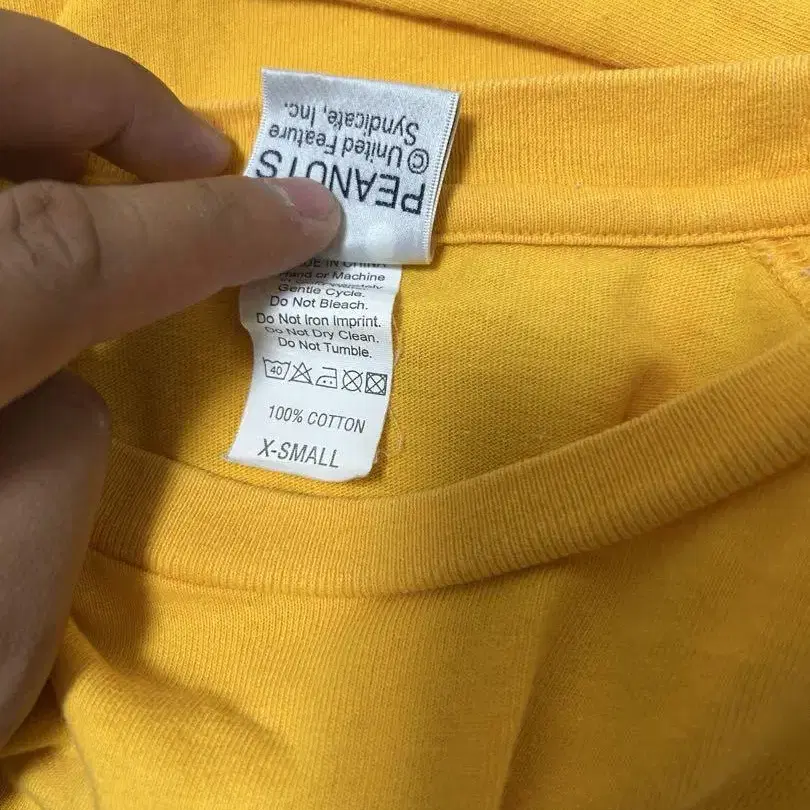 PEANUTS
© United Feature
Syndicate, Inc.
MADE IN CHINA
Hand or Machine
Gentle Cycle.
Do Not Bleach.
Do Not Iron Imprint.
Do Not Dry Clean.
Do Not Tumble.
40
100% COTTON
X-SMALL